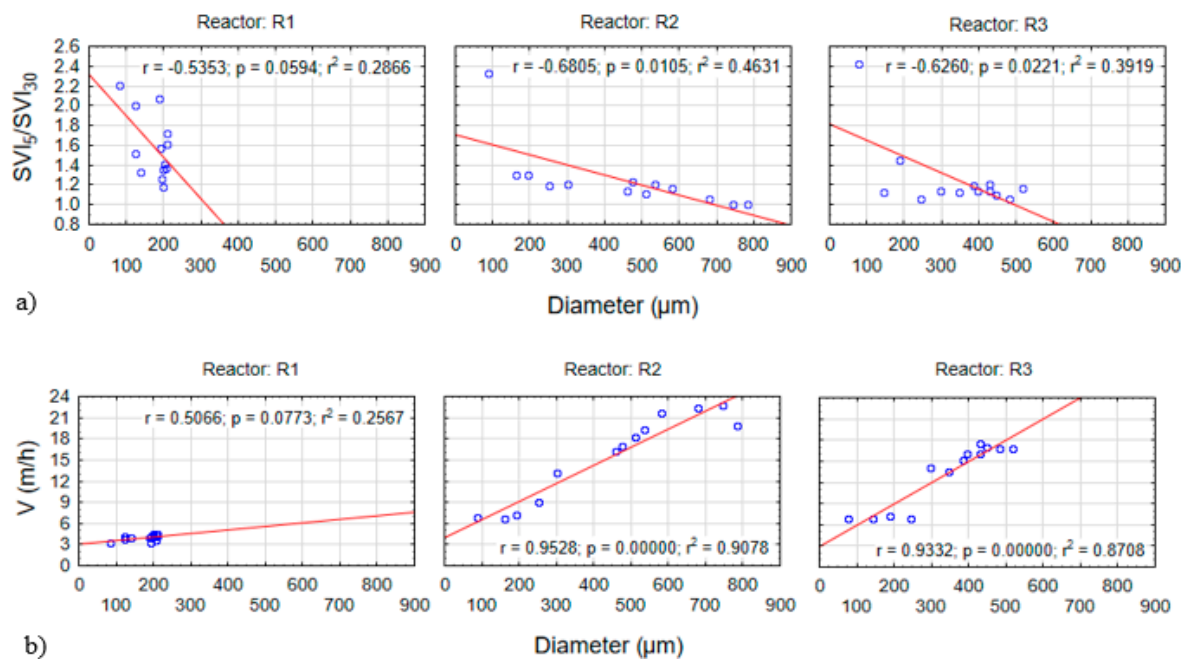 Reactor: R1
Reactor: R2
Reactor: R3
r = -0.5353; p = 0.0594; r² = 0.2866
r = -0.6805; p = 0.0105; r² = 0.4631
r = -0.6260; p = 0.0221; r² = 0.3919
SVI₅/SVI₃₀
2.6
2.4
2.2
2.0
1.8
1.6
1.4
1.2
1.0
0.8
0 200 400 600 800
100 300 500 700 900
0 200 400 600 800
100 300 500 700 900
0 200 400 600 800
100 300 500 700 900
Diameter (µm)
a)
Reactor: R1
Reactor: R2
Reactor: R3
r = 0.5066; p = 0.0773; r² = 0.2567
r = 0.9528; p = 0.00000; r² = 0.9078
r = 0.9332; p = 0.00000; r² = 0.8708
V (m/h)
24
21
18
15
12
9
6
3
0
0 200 400 600 800
100 300 500 700 900
0 200 400 600 800
100 300 500 700 900
0 200 400 600 800
100 300 500 700 900
Diameter (µm)
b)